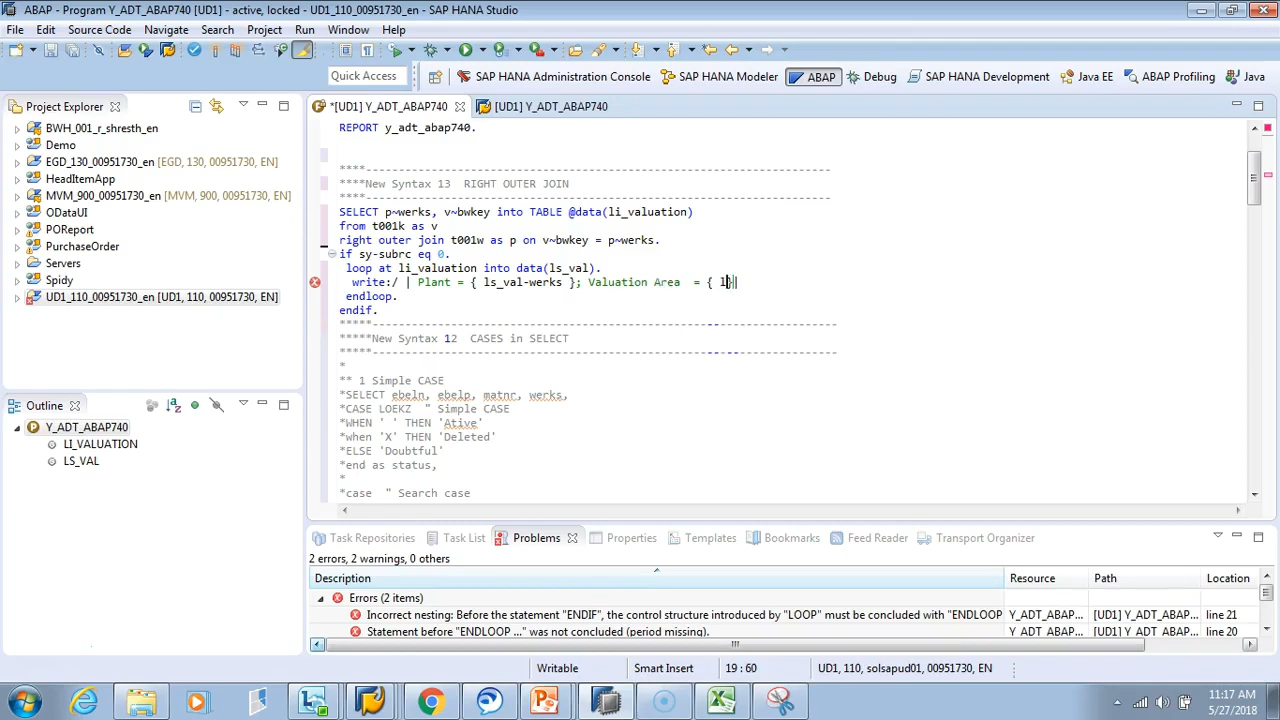 ABAP - Program Y_ADT_ABAP740 [UD1] - active, locked - UD1_110_00951730_en - SAP HANA Studio
File Edit Source Code Navigate Search Project Run Window Help
Quick Access
SAP HANA Administration Console
SAP HANA Modeler
ABAP
Debug
SAP HANA Development
Java EE
ABAP Profiling
Java
Project Explorer
BWH_001_r_shresth_en
Demo
EGD_130_00951730_en [EGD, 130, 00951730, EN]
HeadItemApp
MVM_900_00951730_en [MVM, 900, 00951730, EN]
ODataUI
POReport
PurchaseOrder
Servers
Spydi
UD1_110_00951730_en [UD1, 110, 00951730, EN]
Outline
Y_ADT_ABAP740
LI_VALUATION
LS_VAL
*[UD1] Y_ADT_ABAP740
[UD1] Y_ADT_ABAP740
REPORT y_adt_abap740.
****-----------------------------------------------------------------------------
****New Syntax 13  RIGHT OUTER JOIN
****-----------------------------------------------------------------------------
SELECT p~werks, v~bwkey into TABLE @data(li_valuation)
from t001k as v
right outer join t001w as p on v~bwkey = p~werks.
if sy-subrc eq 0.
loop at li_valuation into data(ls_val).
write:/ | Plant = { ls_val-werks }; Valuation Area  = { l}|
endloop.
endif.
*****-----------------------------------------------------------------------------
*****New Syntax 12  CASES in SELECT
*****-----------------------------------------------------------------------------
*
** 1 Simple CASE
*SELECT ebeln, ebelp, matnr, werks,
*CASE LOEKZ  " Simple CASE
*WHEN ' ' THEN 'Ative'
*when 'X' THEN 'Deleted'
*ELSE 'Doubtful'
*end as status,
*
*case  " Search case
Task Repositories
Task List
Problems
Properties
Templates
Bookmarks
Feed Reader
Transport Organizer
2 errors, 2 warnings, 0 others
Description Resource Path Location
Errors (2 items)
Incorrect nesting: Before the statement "ENDIF", the control structure introduced by "LOOP" must be concluded with "ENDLOOP Y_ADT_ABAP... [UD1] Y_ADT_ABAP... line 21
Statement before "ENDLOOP ..." was not concluded (period missing). Y_ADT_ABAP... [UD1] Y_ADT_ABAP... line 20
Writable
Smart Insert
19 : 60
UD1, 110, solsapud01, 00951730, EN
11:17 AM
5/27/2018